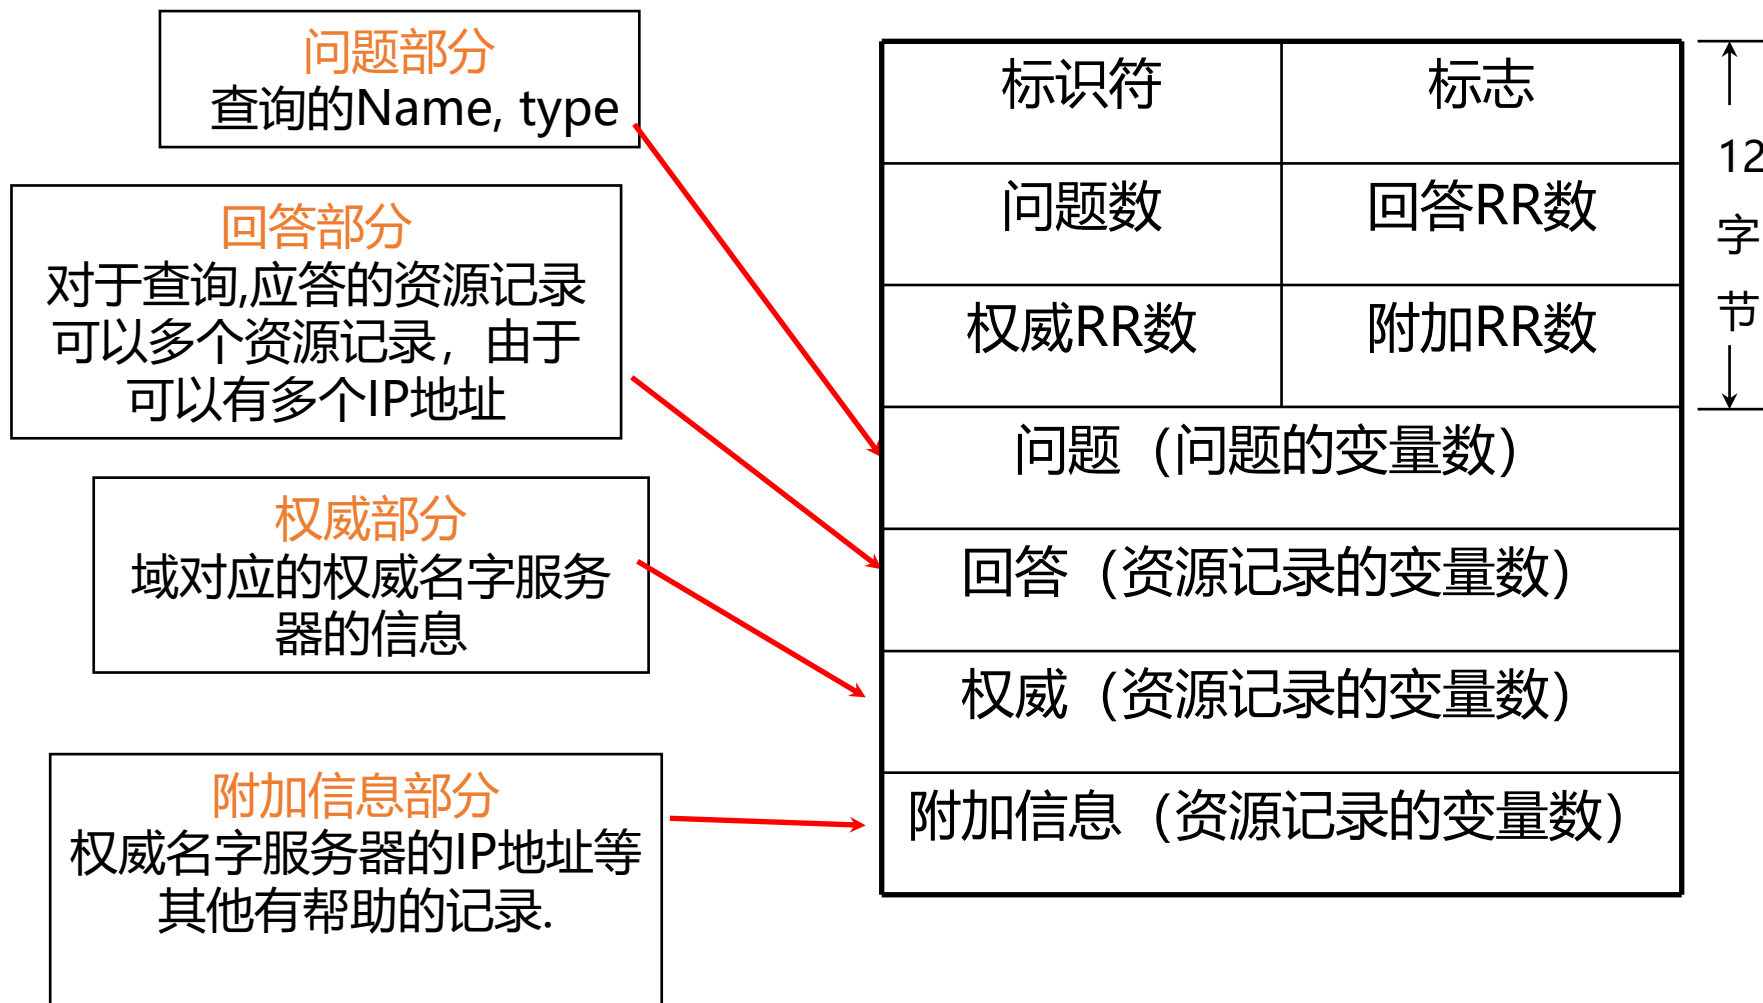 问题部分
查询的Name, type
回答部分
对于查询,应答的资源记录
可以多个资源记录，由于
可以有多个IP地址
权威部分
域对应的权威名字服务
器的信息
附加信息部分
权威名字服务器的IP地址等
其他有帮助的记录.
标识符
标志
问题数
回答RR数
权威RR数
附加RR数
问题（问题的变量数）
回答（资源记录的变量数）
权威（资源记录的变量数）
附加信息（资源记录的变量数）
12
字
节